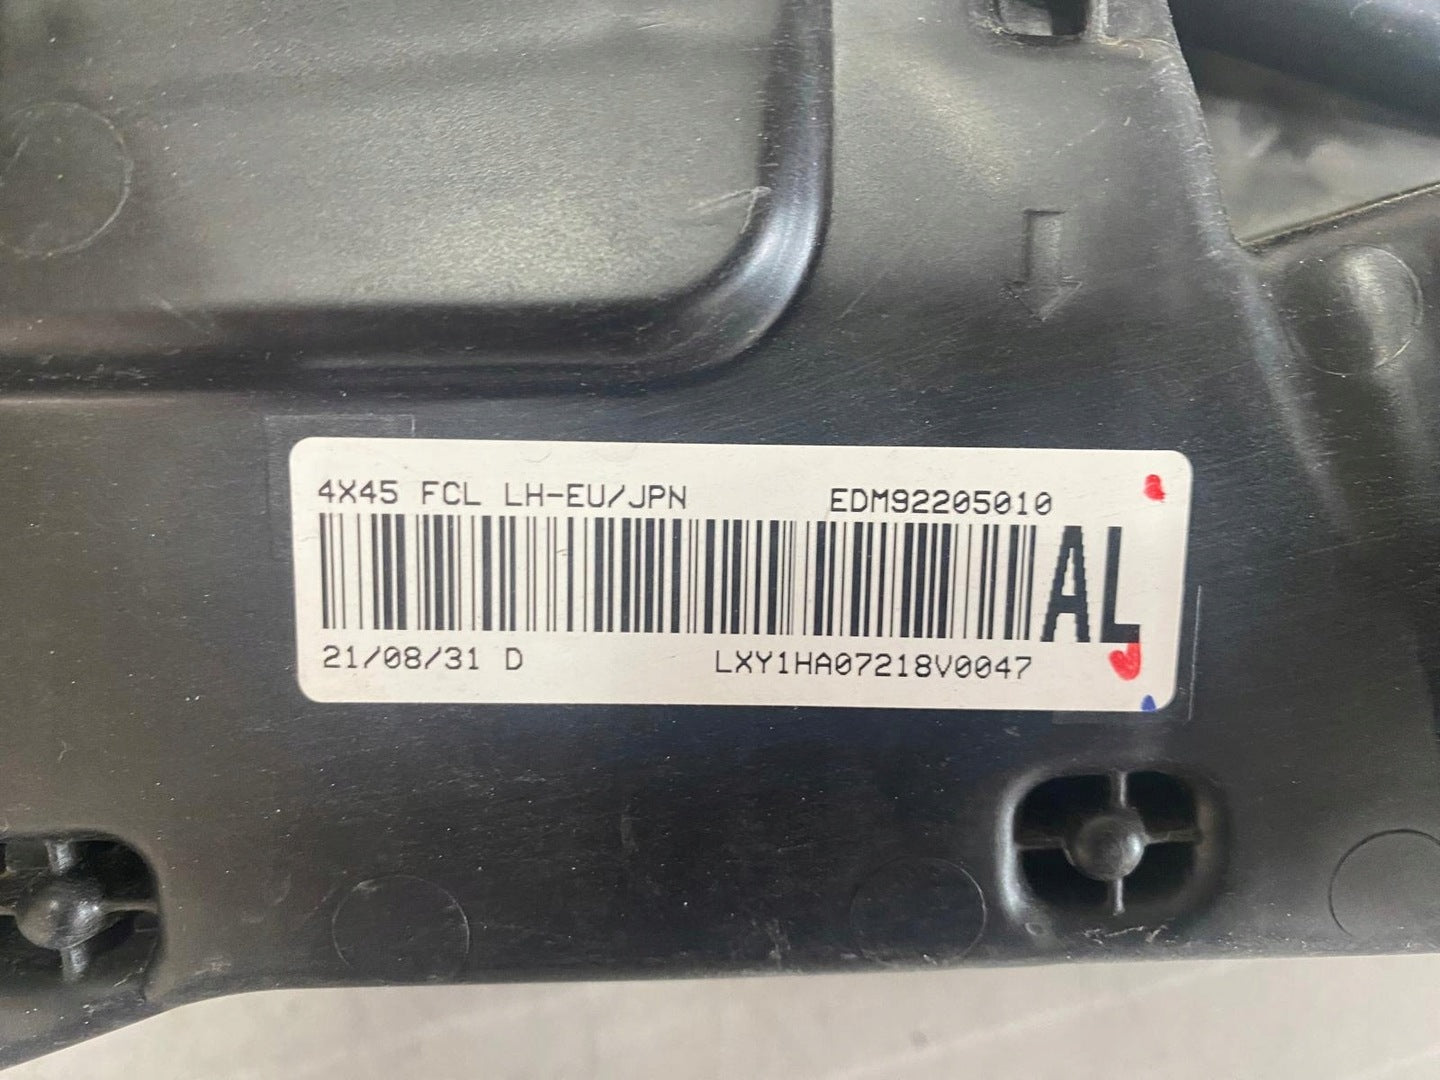 4X45 FCL LH-EU/JPN EDM92205010
AL
21/08/31 D LXY1HA07218V0047